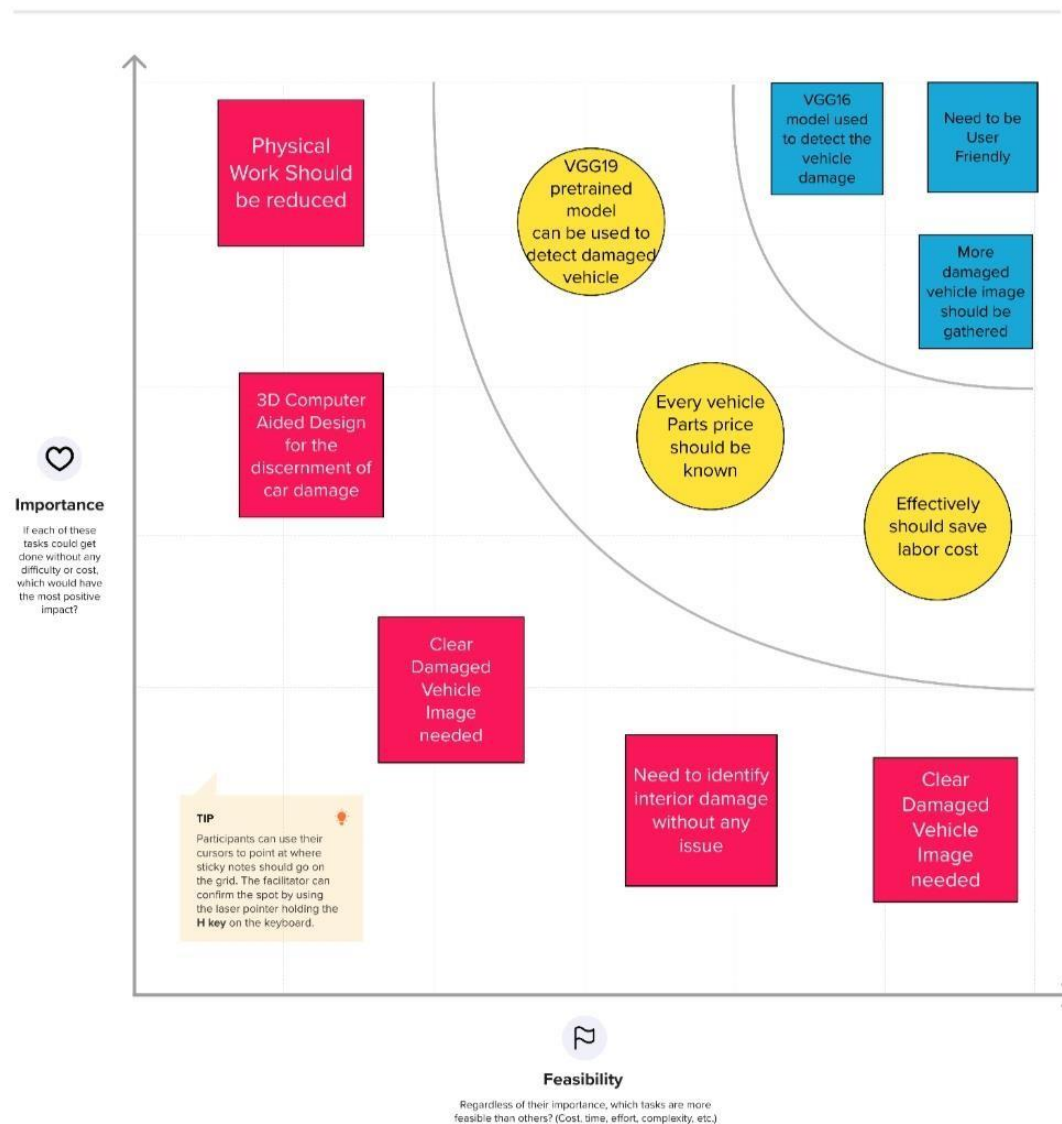 Physical
Work Should
be reduced
VGG19
pretrained
model
can be used to
detect damaged
vehicle
VGG16
model used
to detect the
vehicle
damage
Need to be
User
Friendly
More
damaged
vehicle image
should be
gathered
3D Computer
Aided Design
for the
discernment of
car damage
Every vehicle
Parts price
should be
known
Effectively
should save
labor cost
Importance
If each of these
tasks could get
done without any
difficulty or cost,
which would have
the most positive
impact?
Clear
Damaged
Vehicle
Image
needed
Need to identify
interior damage
without any
issue
Clear
Damaged
Vehicle
Image
needed
TIP
Participants can use their
cursors to point at where
sticky notes should go on
the grid. The facilitator can
confirm the spot by using
the laser pointer holding the
H key on the keyboard.
Feasibility
Regardless of their importance, which tasks are more
feasible than others? (Cost, time, effort, complexity, etc.)